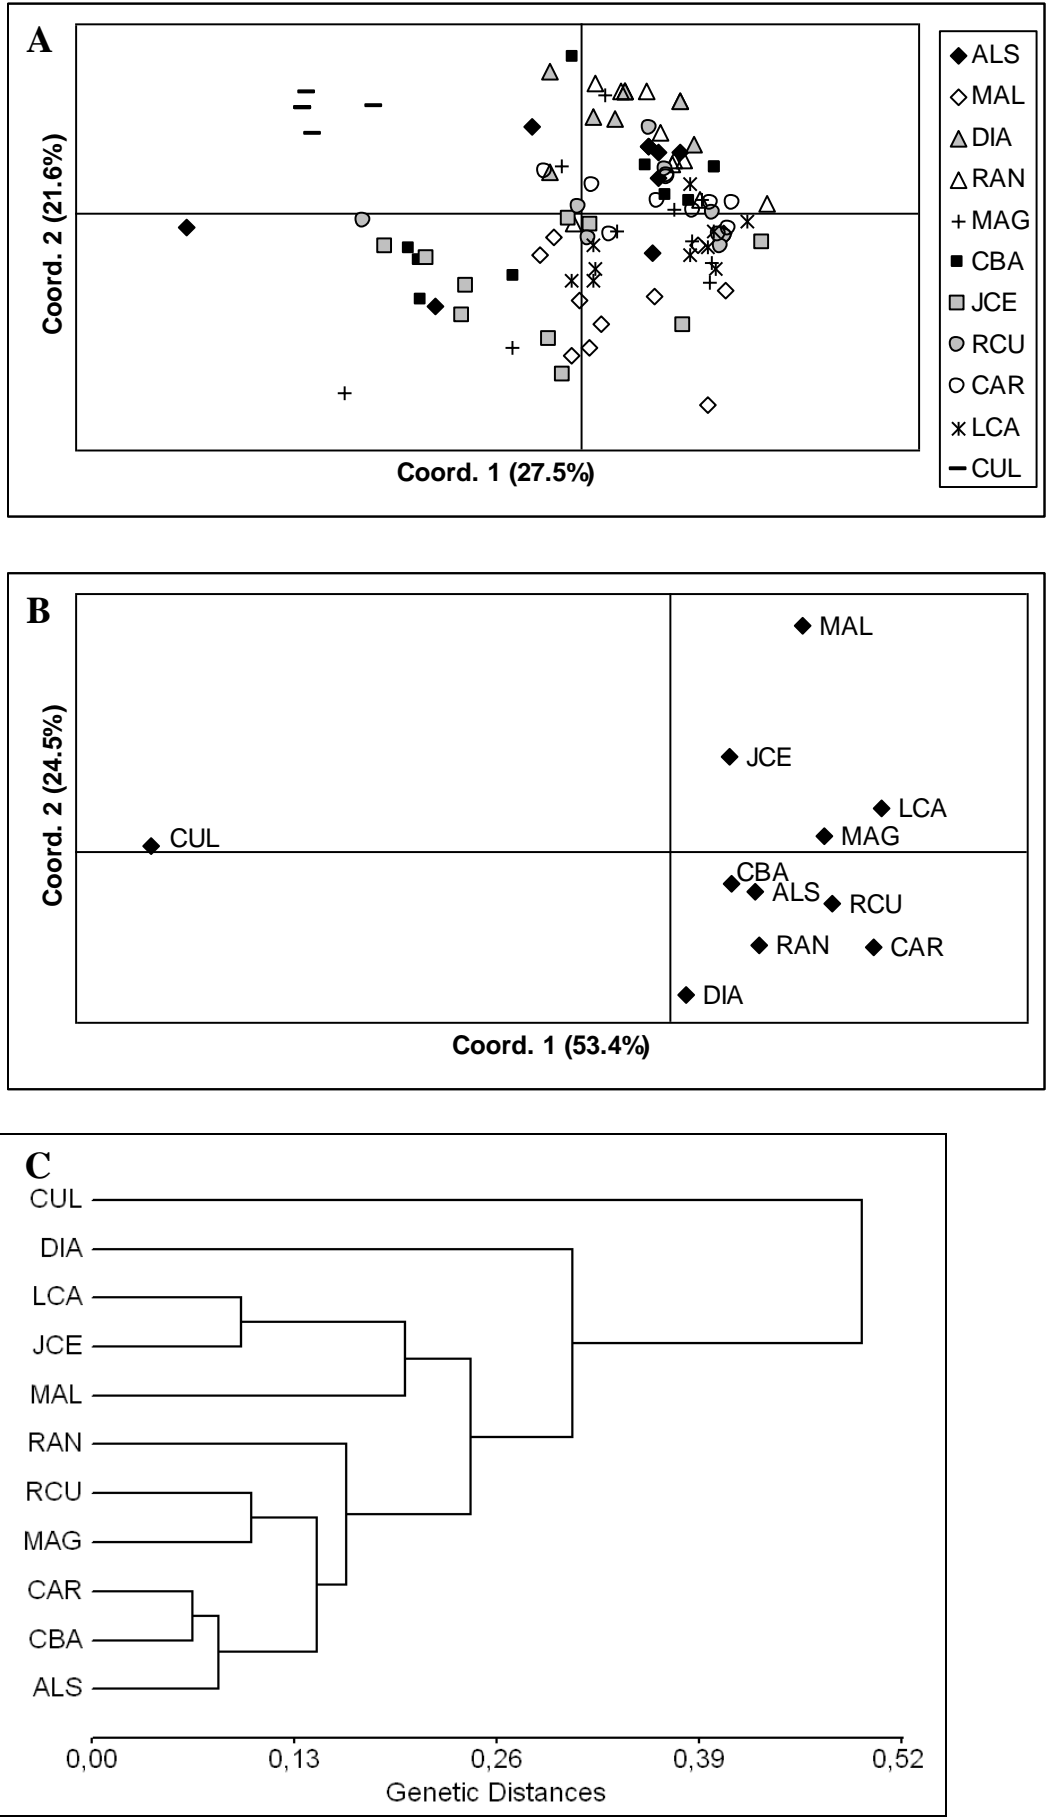 A
Coord. 2 (21.6%)
Coord. 1 (27.5%)
ALS
MAL
DIA
RAN
MAG
CBA
JCE
RCU
CAR
LCA
CUL
B
Coord. 2 (24.5%)
MAL
JCE
LCA
MAG
CUL
CBA
ALS
RCU
RAN
CAR
DIA
Coord. 1 (53.4%)
C
CUL
DIA
LCA
JCE
MAL
RAN
RCU
MAG
CAR
CBA
ALS
0,00 0,13 0,26 0,39 0,52
Genetic Distances